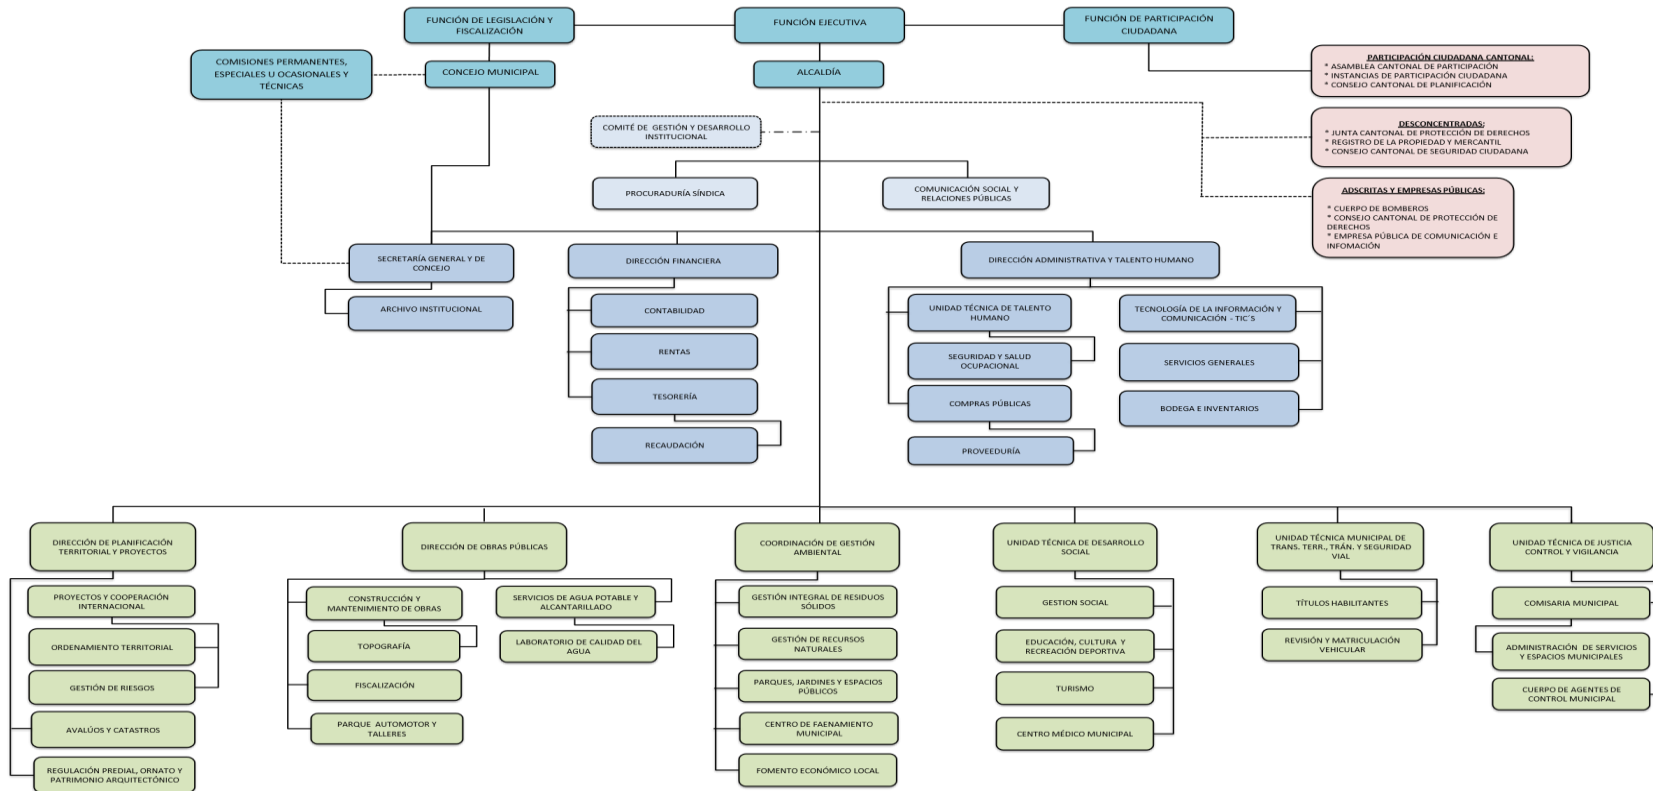 FUNCIÓN DE LEGISLACIÓN Y
FISCALIZACIÓN
FUNCIÓN EJECUTIVA
FUNCIÓN DE PARTICIPACIÓN
CIUDADANA
COMISIONES PERMANENTES,
ESPECIALES U OCASIONALES Y
TÉCNICAS
CONCEJO MUNICIPAL
ALCALDÍA
PARTICIPACIÓN CIUDADANA CANTONAL:
* ASAMBLEA CANTONAL DE PARTICIPACIÓN
* INSTANCIAS DE PARTICIPACIÓN CIUDADANA
* CONSEJO CANTONAL DE PLANIFICACIÓN
COMITÉ DE GESTIÓN Y DESARROLLO
INSTITUCIONAL
DESCONCENTRADAS:
* JUNTA CANTONAL DE PROTECCIÓN DE DERECHOS
* REGISTRO DE LA PROPIEDAD Y MERCANTIL
* CONSEJO CANTONAL DE SEGURIDAD CIUDADANA
PROCURADURÍA SÍNDICA
COMUNICACIÓN SOCIAL Y
RELACIONES PÚBLICAS
ADSCRITAS Y EMPRESAS PÚBLICAS:
* CUERPO DE BOMBEROS
* CONSEJO CANTONAL DE PROTECCIÓN DE
DERECHOS
* EMPRESA PÚBLICA DE COMUNICACIÓN E
INFOMACIÓN
SECRETARÍA GENERAL Y DE
CONCEJO
ARCHIVO INSTITUCIONAL
DIRECCIÓN FINANCIERA
CONTABILIDAD
RENTAS
TESORERÍA
RECAUDACIÓN
DIRECCIÓN ADMINISTRATIVA Y TALENTO HUMANO
UNIDAD TÉCNICA DE TALENTO
HUMANO
SEGURIDAD Y SALUD
OCUPACIONAL
COMPRAS PÚBLICAS
PROVEEDURÍA
TECNOLOGÍA DE LA INFORMACIÓN Y
COMUNICACIÓN - TIC´S
SERVICIOS GENERALES
BODEGA E INVENTARIOS
DIRECCIÓN DE PLANIFICACIÓN
TERRITORIAL Y PROYECTOS
PROYECTOS Y COOPERACIÓN
INTERNACIONAL
ORDENAMIENTO TERRITORIAL
GESTIÓN DE RIESGOS
AVALÚOS Y CATASTROS
REGULACIÓN PREDIAL, ORNATO Y
PATRIMONIO ARQUITECTÓNICO
DIRECCIÓN DE OBRAS PÚBLICAS
CONSTRUCCIÓN Y
MANTENIMIENTO DE OBRAS
TOPOGRAFÍA
FISCALIZACIÓN
PARQUE AUTOMOTOR Y
TALLERES
SERVICIOS DE AGUA POTABLE Y
ALCANTARILLADO
LABORATORIO DE CALIDAD DEL
AGUA
COORDINACIÓN DE GESTIÓN
AMBIENTAL
GESTIÓN INTEGRAL DE RESIDUOS
SÓLIDOS
GESTIÓN DE RECURSOS
NATURALES
PARQUES, JARDINES Y ESPACIOS
PÚBLICOS
CENTRO DE FAENAMIENTO
MUNICIPAL
FOMENTO ECONÓMICO LOCAL
UNIDAD TÉCNICA DE DESARROLLO
SOCIAL
GESTION SOCIAL
EDUCACIÓN, CULTURA Y
RECREACIÓN DEPORTIVA
TURISMO
CENTRO MÉDICO MUNICIPAL
UNIDAD TÉCNICA MUNICIPAL DE
TRANS. TERR., TRÁN. Y SEGURIDAD
VIAL
TÍTULOS HABILITANTES
REVISIÓN Y MATRICULACIÓN
VEHICULAR
UNIDAD TÉCNICA DE JUSTICIA
CONTROL Y VIGILANCIA
COMISARIA MUNICIPAL
ADMINISTRACIÓN DE SERVICIOS
Y ESPACIOS MUNICIPALES
CUERPO DE AGENTES DE
CONTROL MUNICIPAL